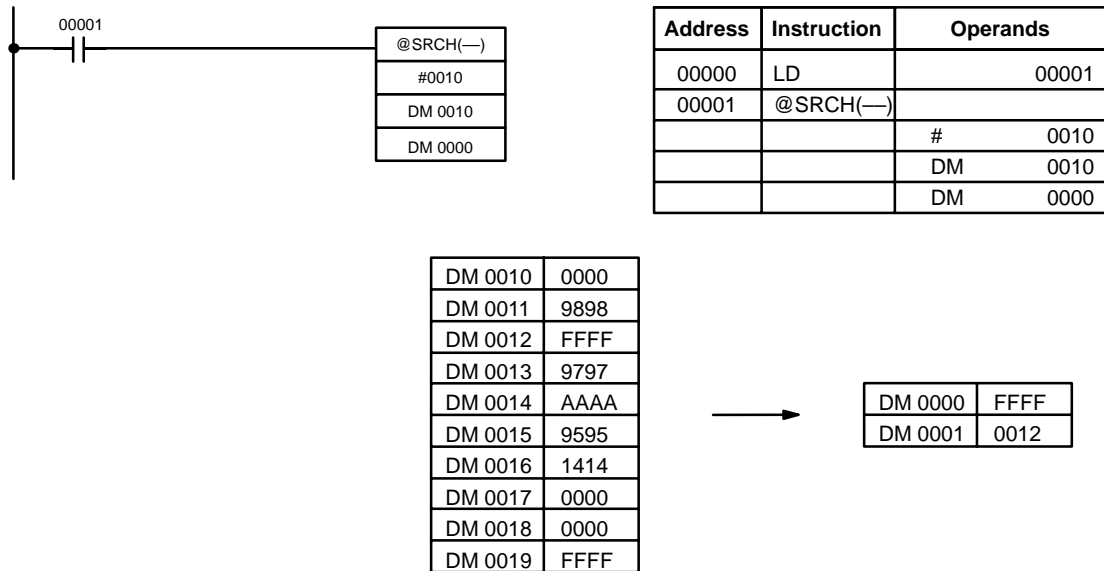 00001
@SRCH(—)
#0010
DM 0010
DM 0000
Address Instruction Operands
00000 LD 00001
00001 @SRCH(—)
# 0010
DM 0010
DM 0000
DM 0010 0000
DM 0011 9898
DM 0012 FFFF
DM 0013 9797
DM 0014 AAAA
DM 0015 9595
DM 0016 1414
DM 0017 0000
DM 0018 0000
DM 0019 FFFF
DM 0000 FFFF
DM 0001 0012